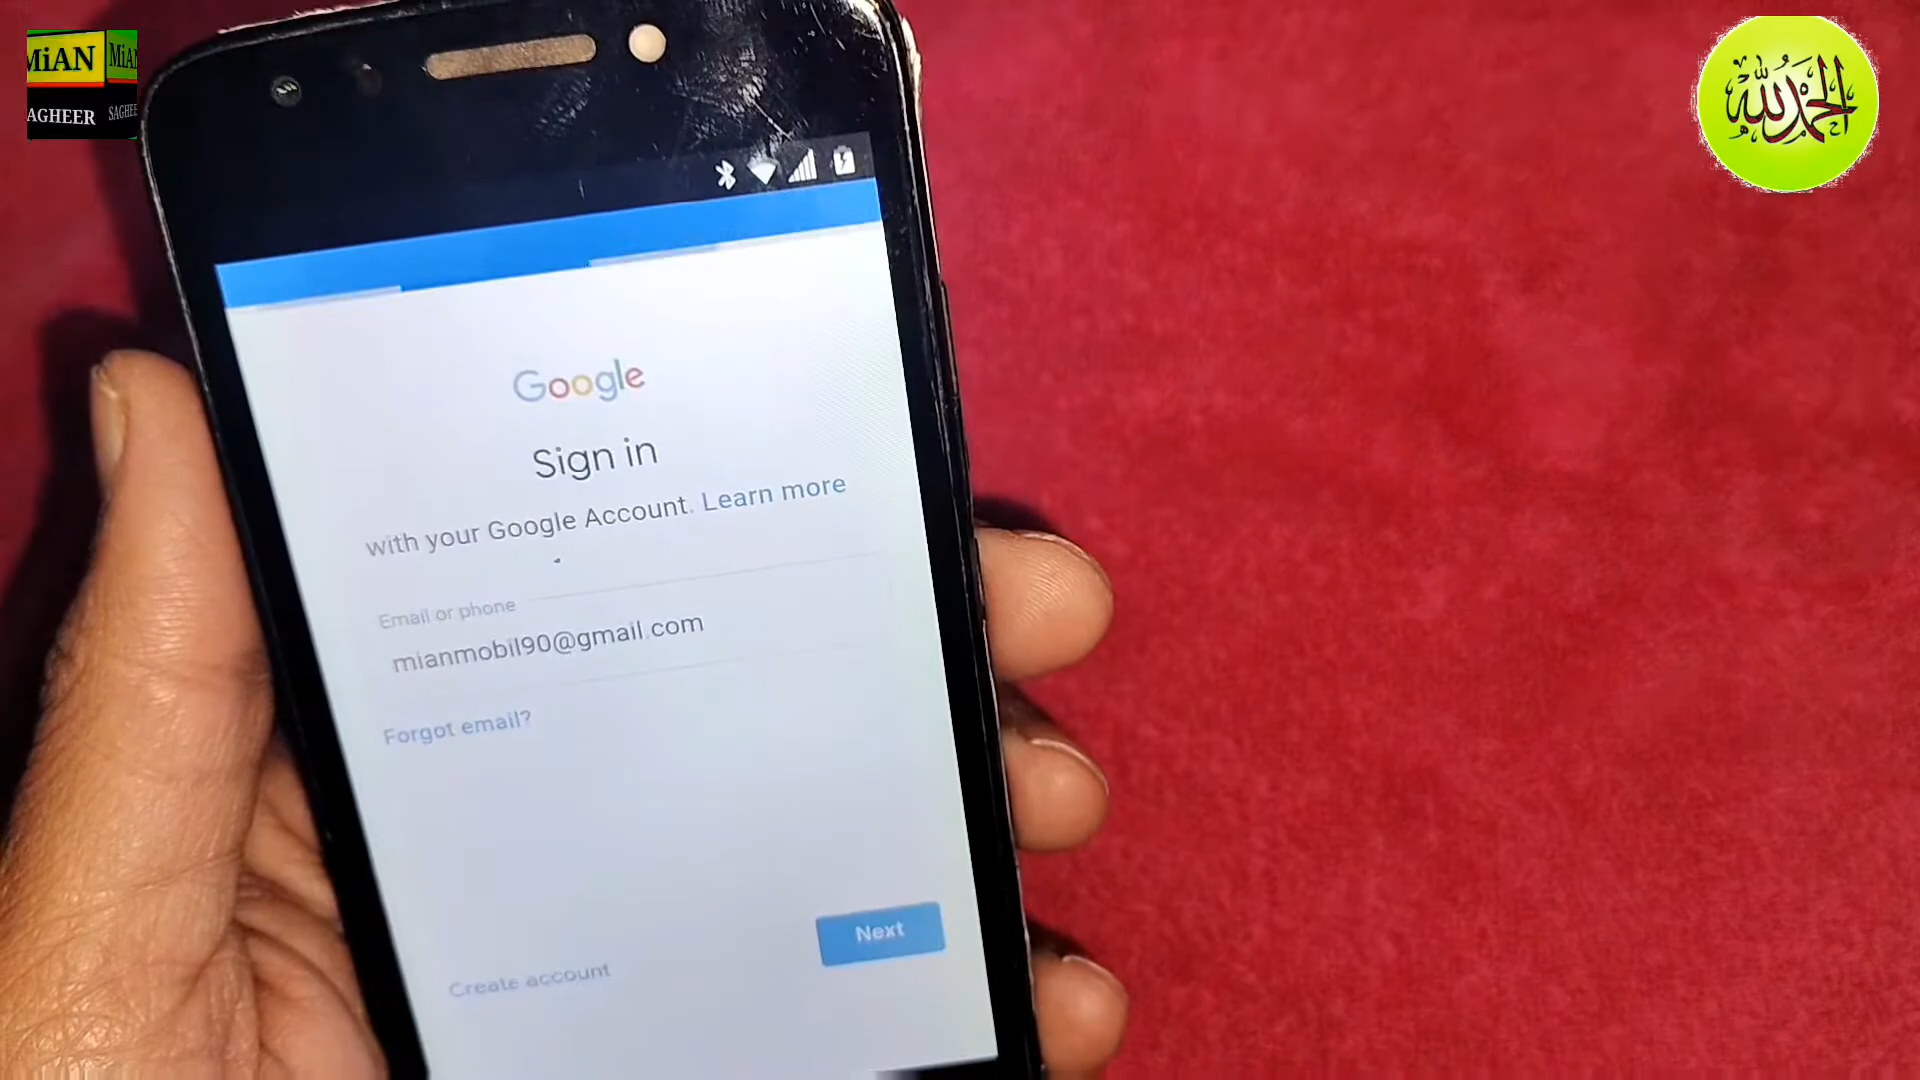 MiAN MiAN
SAGHEER
الحمد لله
Google
Sign in
with your Google Account. Learn more
Email or phone
mianmobil90@gmail.com
Forgot email?
Next
Create account